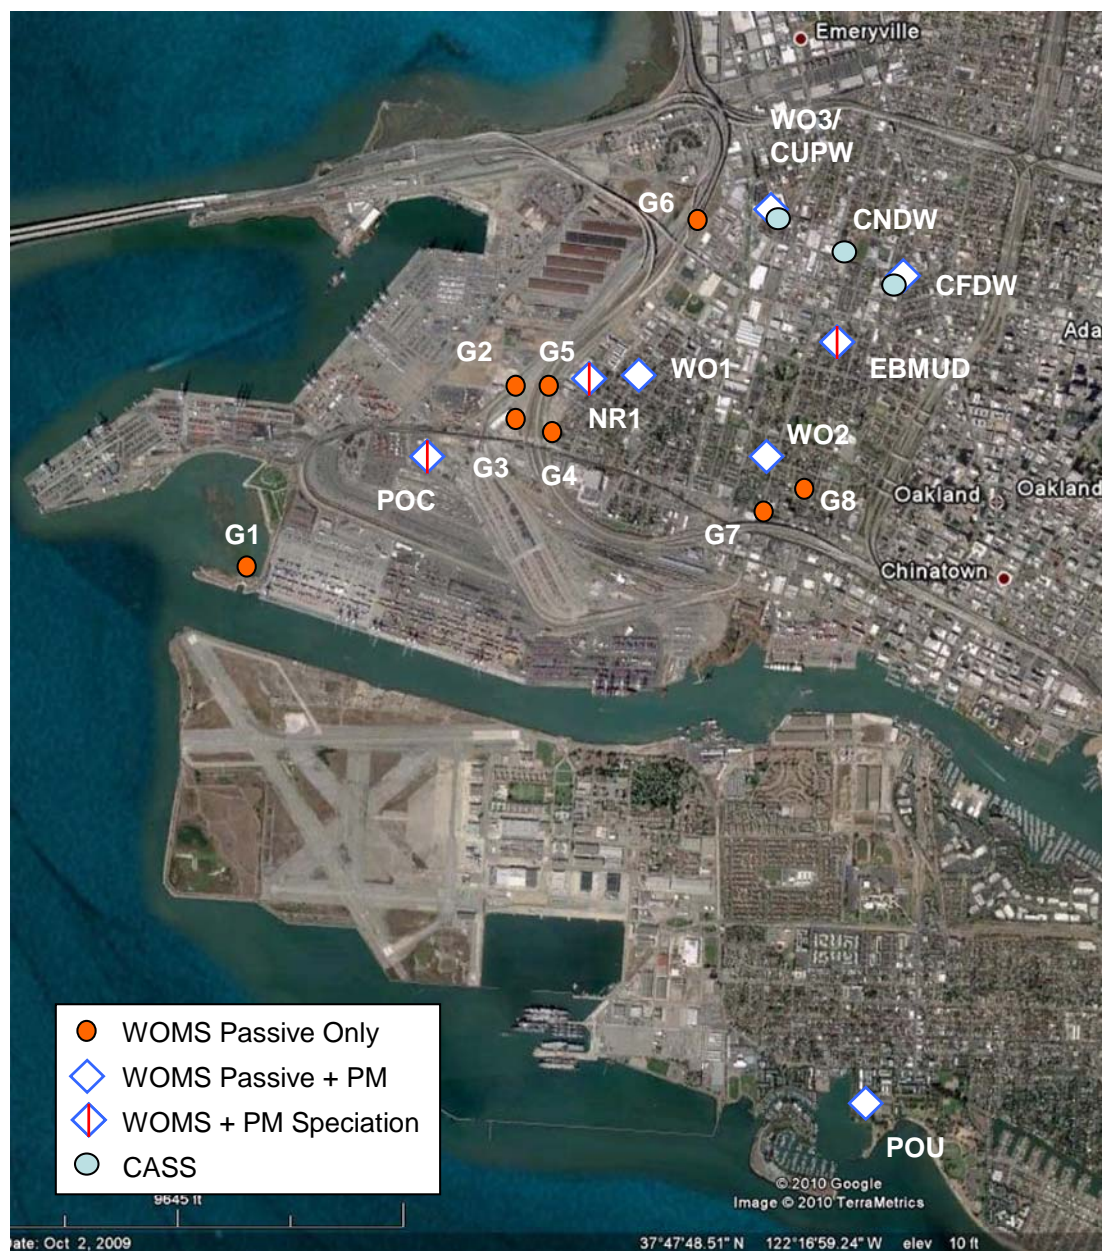 Emeryville
WO3/
CUPW
G6
CNDW
CFDW
Ada
G2
G5
WO1
EBMUD
NR1
WO2
G3
G4
POC
G8
Oakland
Oakland
G7
G1
Chinatown
WOMS Passive Only
WOMS Passive + PM
WOMS + PM Speciation
CASS
POU
© 2010 Google
Image © 2010 TerraMetrics
9645 ft
ate: Oct 2, 2009
37°47'48.51" N 122°16'59.24" W elev 10 ft